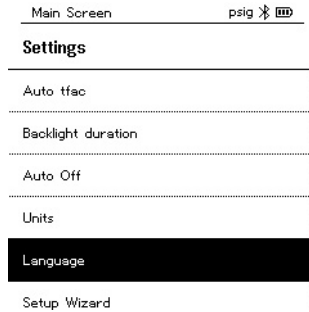 Main Screen psig
Settings
Auto tfac
Backlight duration
Auto Off
Units
Language
Setup Wizard